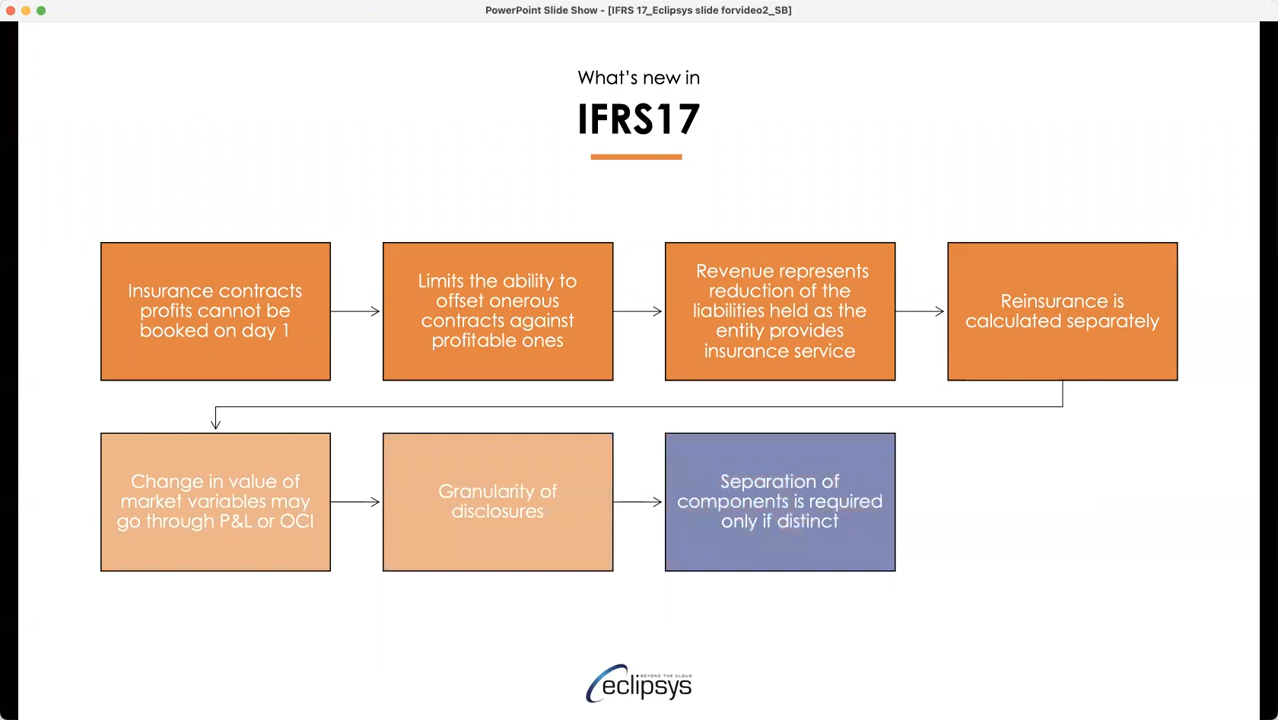 PowerPoint Slide Show - [IFRS 17_Eclipsys slide forvideo2_SB]
What's new in
IFRS17
Insurance contracts
profits cannot be
booked on day 1
Limits the ability to
offset onerous
contracts against
profitable ones
Revenue represents
reduction of the
liabilities held as the
entity provides
insurance service
Reinsurance is
calculated separately
Change in value of
market variables may
go through P&L or OCI
Granularity of
disclosures
Separation of
components is required
only if distinct
BEYOND THE CLOUD
eclipsys